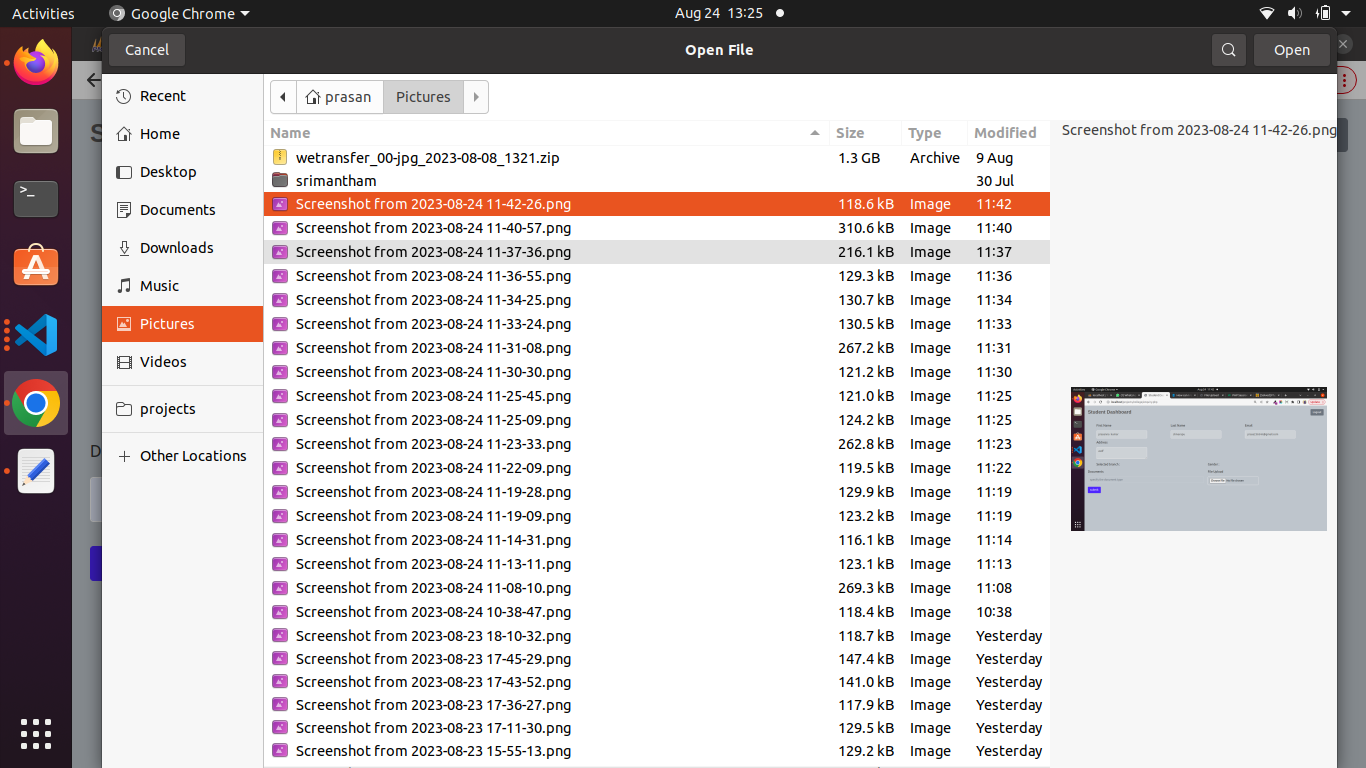 Activities Google Chrome Aug 24 13:25
Cancel Open File Open
Recent
Home
Desktop
Documents
Downloads
Music
Pictures
Videos
projects
Other Locations
prasan Pictures
Name Size Type Modified
wetransfer_00-jpg_2023-08-08_1321.zip 1.3 GB Archive 9 Aug
srimantham 30 Jul
Screenshot from 2023-08-24 11-42-26.png 118.6 kB Image 11:42
Screenshot from 2023-08-24 11-40-57.png 310.6 kB Image 11:40
Screenshot from 2023-08-24 11-37-36.png 216.1 kB Image 11:37
Screenshot from 2023-08-24 11-36-55.png 129.3 kB Image 11:36
Screenshot from 2023-08-24 11-34-25.png 130.7 kB Image 11:34
Screenshot from 2023-08-24 11-33-24.png 130.5 kB Image 11:33
Screenshot from 2023-08-24 11-31-08.png 267.2 kB Image 11:31
Screenshot from 2023-08-24 11-30-30.png 121.2 kB Image 11:30
Screenshot from 2023-08-24 11-25-45.png 121.0 kB Image 11:25
Screenshot from 2023-08-24 11-25-09.png 124.2 kB Image 11:25
Screenshot from 2023-08-24 11-23-33.png 262.8 kB Image 11:23
Screenshot from 2023-08-24 11-22-09.png 119.5 kB Image 11:22
Screenshot from 2023-08-24 11-19-28.png 129.9 kB Image 11:19
Screenshot from 2023-08-24 11-19-09.png 123.2 kB Image 11:19
Screenshot from 2023-08-24 11-14-31.png 116.1 kB Image 11:14
Screenshot from 2023-08-24 11-13-11.png 123.1 kB Image 11:13
Screenshot from 2023-08-24 11-08-10.png 269.3 kB Image 11:08
Screenshot from 2023-08-24 10-38-47.png 118.4 kB Image 10:38
Screenshot from 2023-08-23 18-10-32.png 118.7 kB Image Yesterday
Screenshot from 2023-08-23 17-45-29.png 147.4 kB Image Yesterday
Screenshot from 2023-08-23 17-43-52.png 141.0 kB Image Yesterday
Screenshot from 2023-08-23 17-36-27.png 117.9 kB Image Yesterday
Screenshot from 2023-08-23 17-11-30.png 129.5 kB Image Yesterday
Screenshot from 2023-08-23 15-55-13.png 129.2 kB Image Yesterday
Screenshot from 2023-08-24 11-42-26.png
Student Dashboard